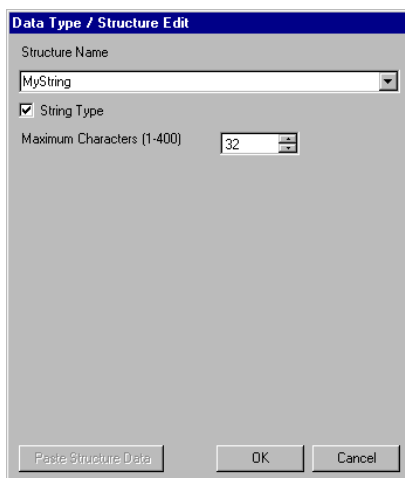 Data Type / Structure Edit
Structure Name
MyString
String Type
Maximum Characters (1-400)
32
Paste Structure Data
OK
Cancel